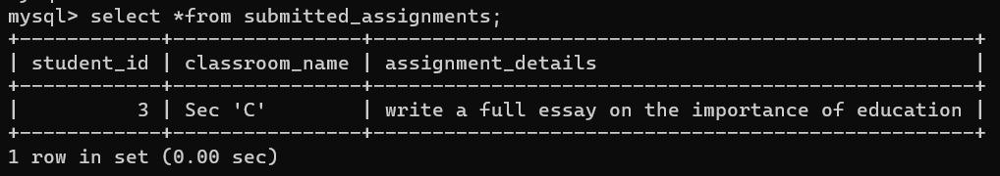 mysql> select *from submitted_assignments;
+------------+----------------+----------------------------------------------------+
| student_id | classroom_name | assignment_details                                 |
+------------+----------------+----------------------------------------------------+
|          3 | Sec 'C'        | write a full essay on the importance of education |
+------------+----------------+----------------------------------------------------+
1 row in set (0.00 sec)